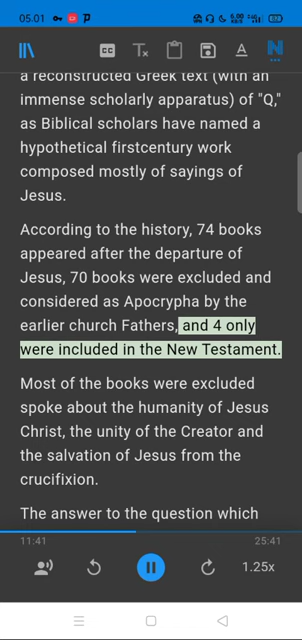 05.01
5.00 KB/S
a reconstructed Greek text (with an
immense scholarly apparatus) of "Q,"
as Biblical scholars have named a
hypothetical firstcentury work
composed mostly of sayings of
Jesus.
According to the history, 74 books
appeared after the departure of
Jesus, 70 books were excluded and
considered as Apocrypha by the
earlier church Fathers, and 4 only
were included in the New Testament.
Most of the books were excluded
spoke about the humanity of Jesus
Christ, the unity of the Creator and
the salvation of Jesus from the
crucifixion.
The answer to the question which
11:41
25:41
1.25x